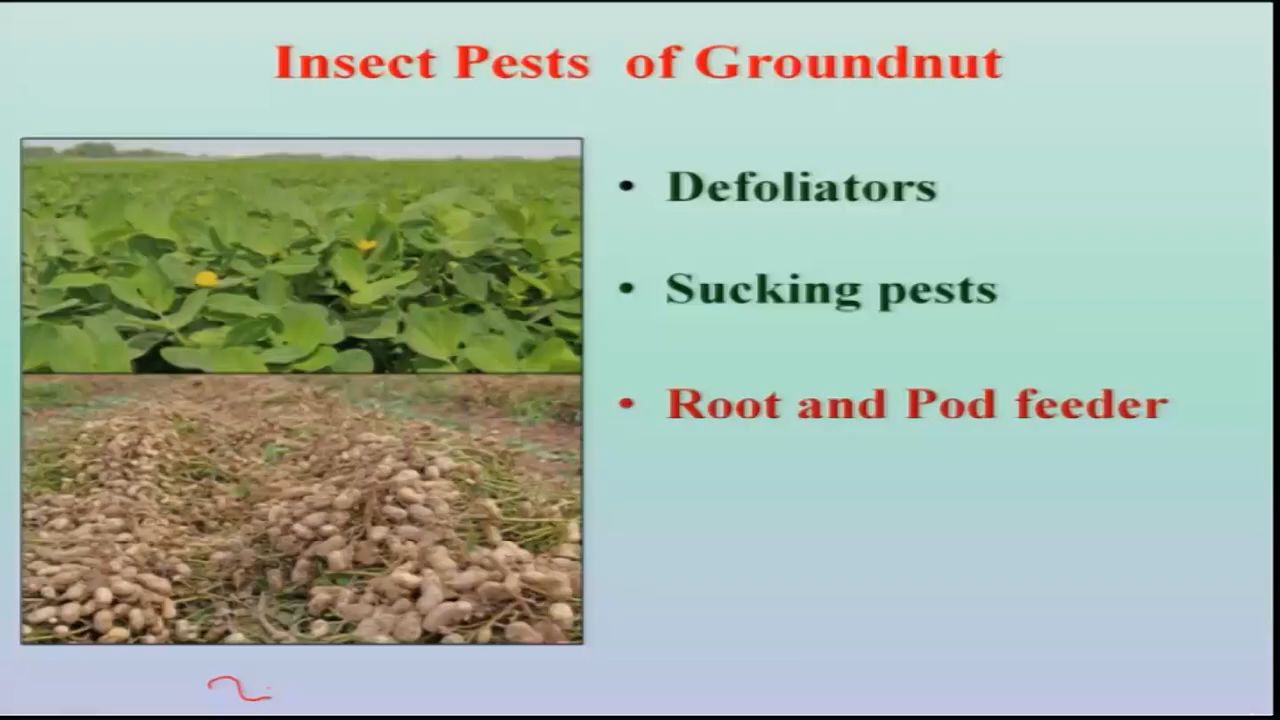 Insect Pests of Groundnut
• Defoliators
• Sucking pests
• Root and Pod feeder